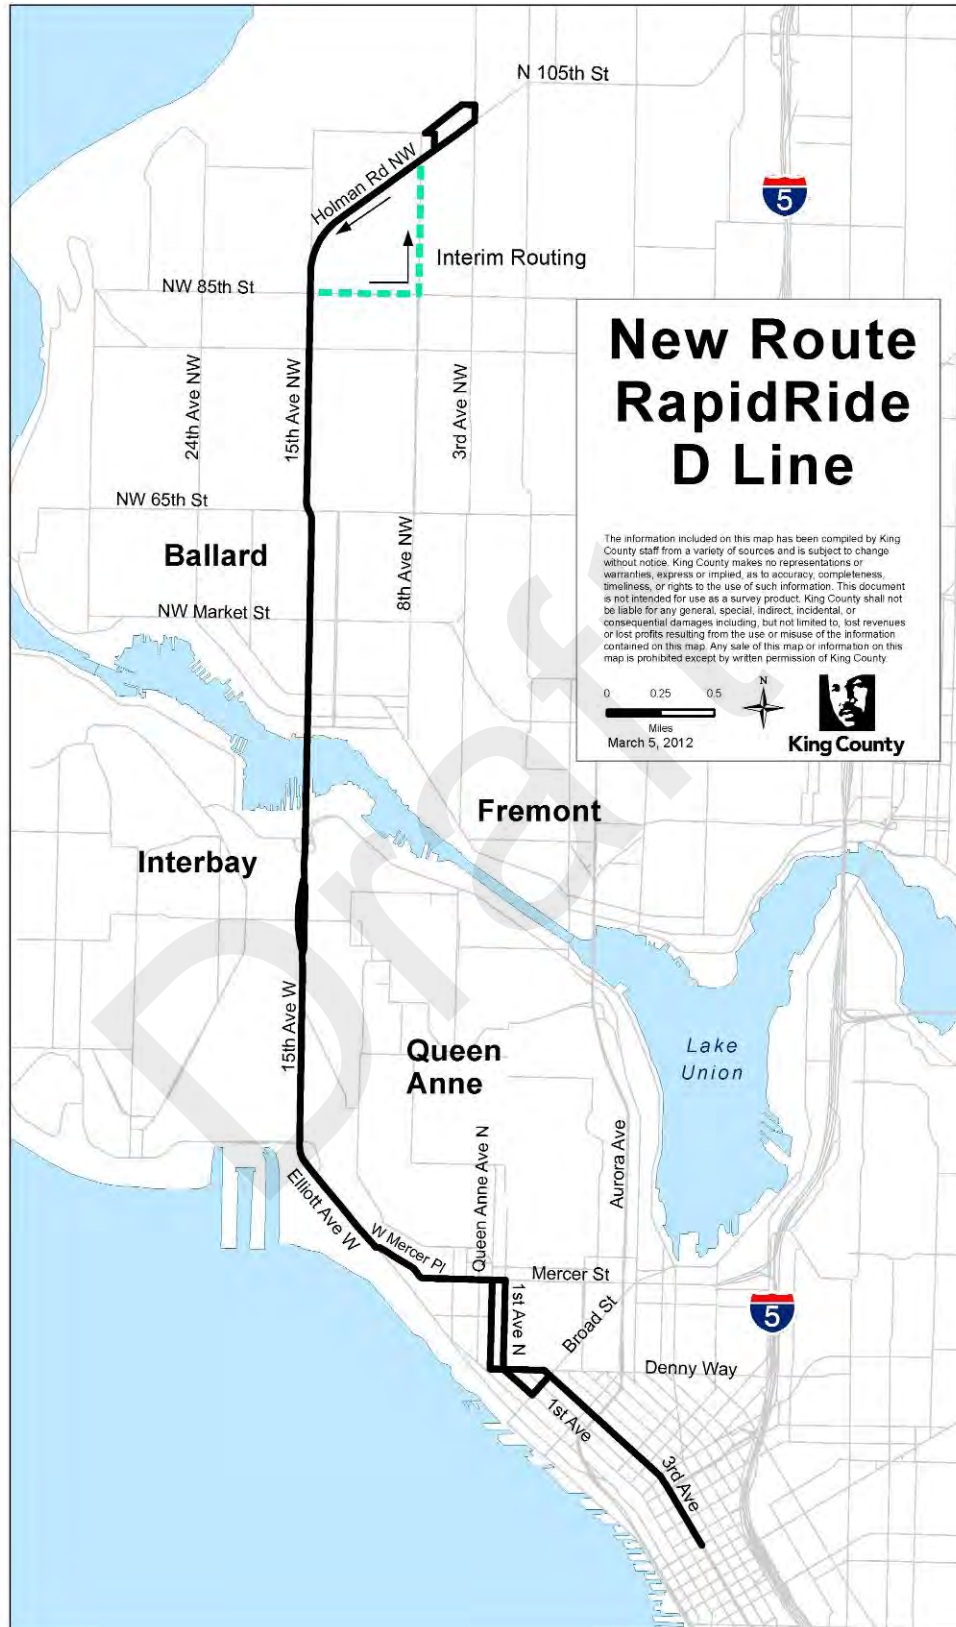 N 105th St
Holman Rd NW
5
Interim Routing
NW 85th St
New Route
RapidRide
D Line
24th Ave NW
15th Ave NW
3rd Ave NW
NW 65th St
Ballard
8th Ave NW
NW Market St
The information included on this map has been compiled by King
County staff from a variety of sources and is subject to change
without notice. King County makes no representations or
warranties, express or implied, as to accuracy, completeness,
timeliness, or rights to the use of such information. This document
is not intended for use as a survey product. King County shall not
be liable for any general, special, indirect, incidental, or
consequential damages including, but not limited to, lost revenues
or lost profits resulting from the use or misuse of the information
contained on this map. Any sale of this map or information on this
map is prohibited except by written permission of King County
0 0.25 0.5
Miles
March 5, 2012
N
King County
Fremont
Interbay
Draft
15th Ave W
Queen
Anne
Lake
Union
Queen Anne Ave N
Aurora Ave
Elliott Ave W
W Mercer Pl
Mercer St
1st Ave N
Broad St
5
Denny Way
1st Ave
3rd Ave